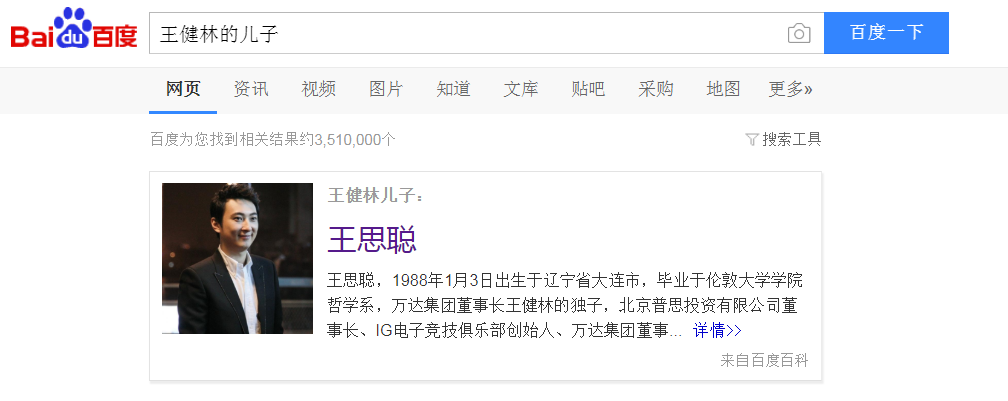 Bai du 百度
王健林的儿子
百度一下
网页 资讯 视频 图片 知道 文库 贴吧 采购 地图 更多»
百度为您找到相关结果约3,510,000个
搜索工具
王健林儿子：
王思聪
王思聪，1988年1月3日出生于辽宁省大连市，毕业于伦敦大学学院
哲学系，万达集团董事长王健林的独子，北京普思投资有限公司董
事长、IG电子竞技俱乐部创始人、万达集团董事... 详情>>
来自百度百科